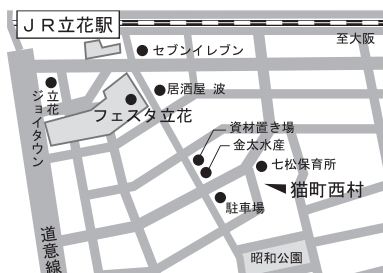 JR立花駅
至大阪
セブンイレブン
立花
ジョイタウン
居酒屋 波
フェスタ立花
資材置き場
金太水産
七松保育所
猫町西村
駐車場
道意線
昭和公園